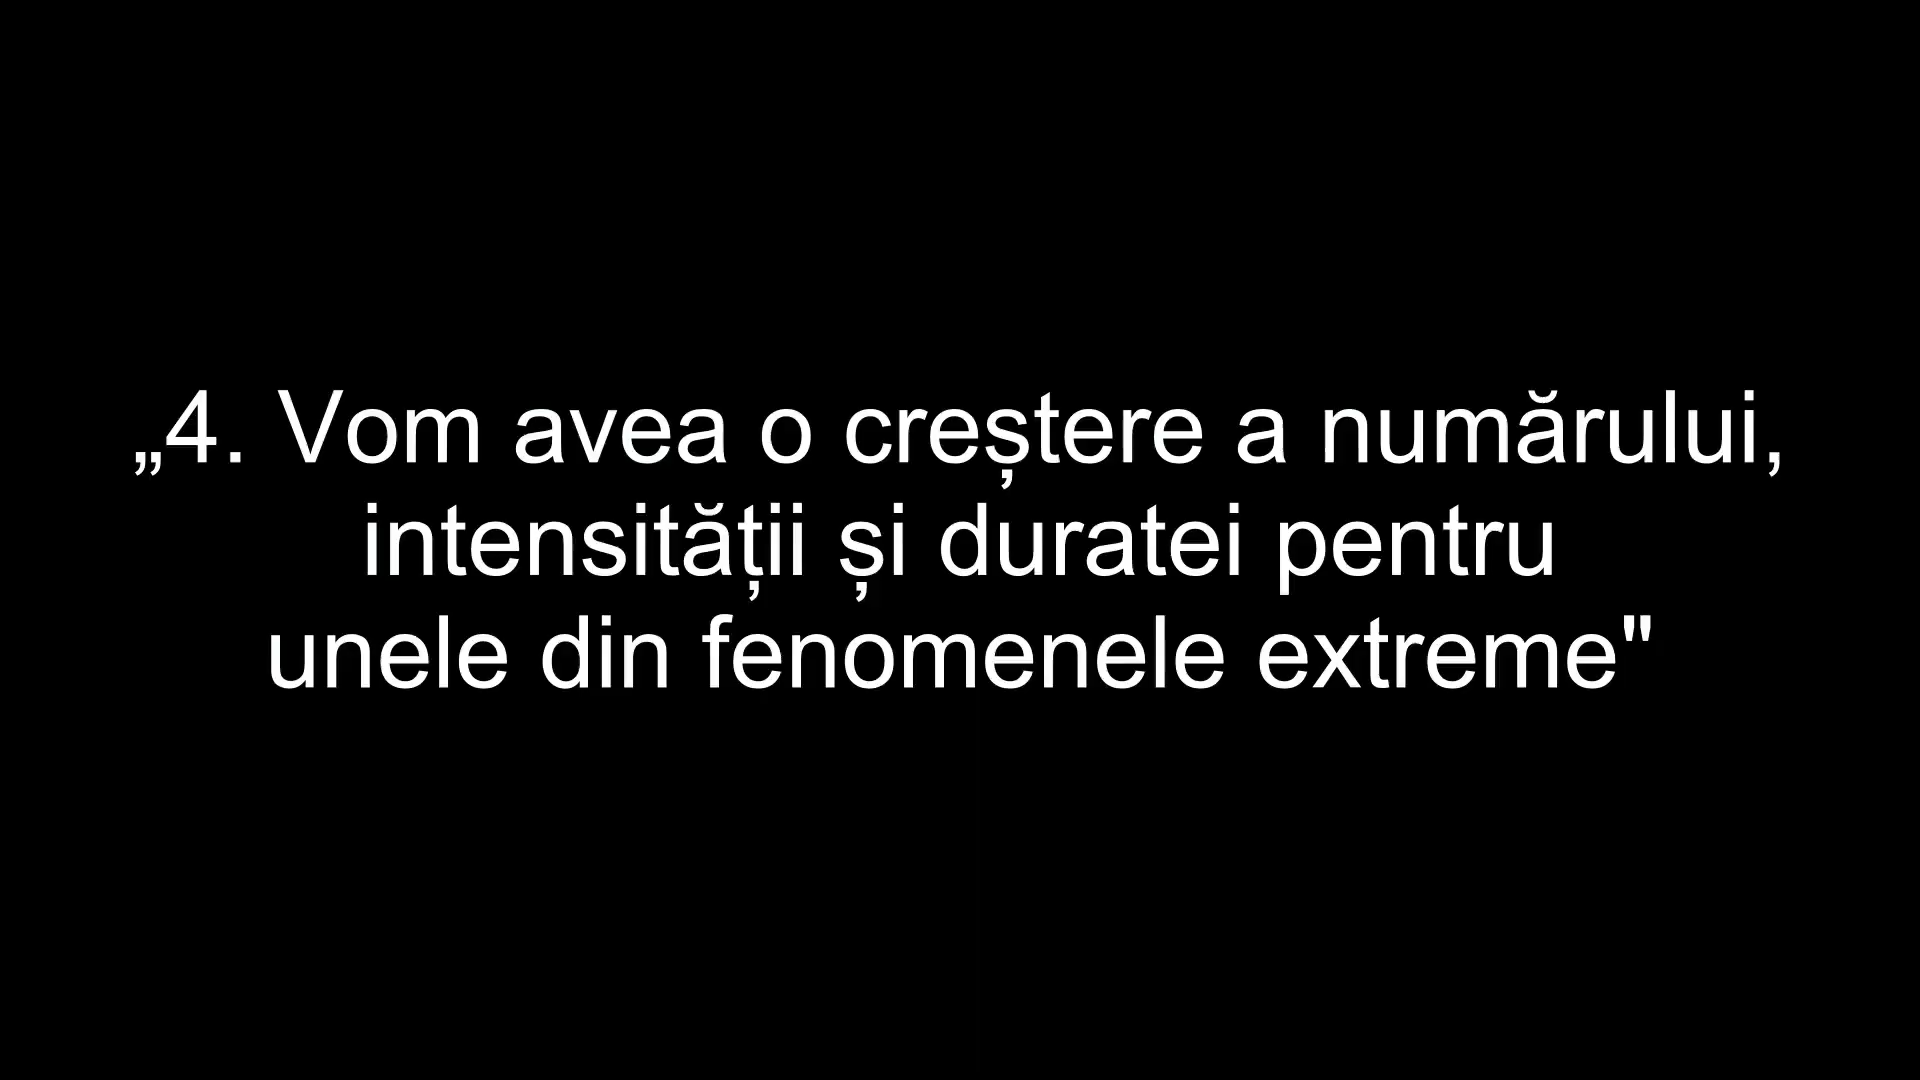 „4. Vom avea o creștere a numărului,
intensității și duratei pentru
unele din fenomenele extreme"